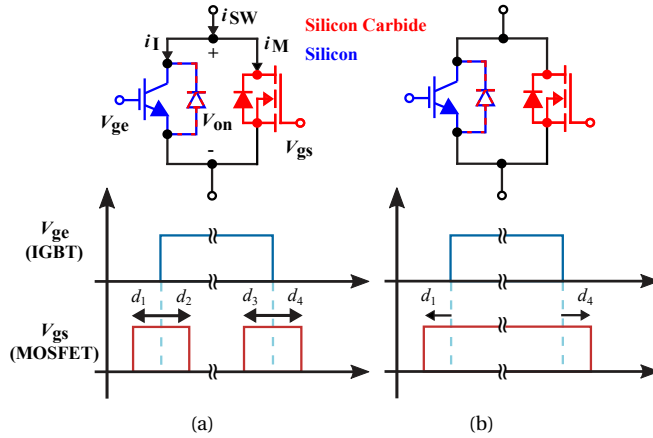 iSW
Silicon Carbide
Silicon
iI
+
iM
Vge
Von
-
Vgs
Vge
(IGBT)
d1 d2 d3 d4
d1 d4
Vgs
(MOSFET)
(a) (b)